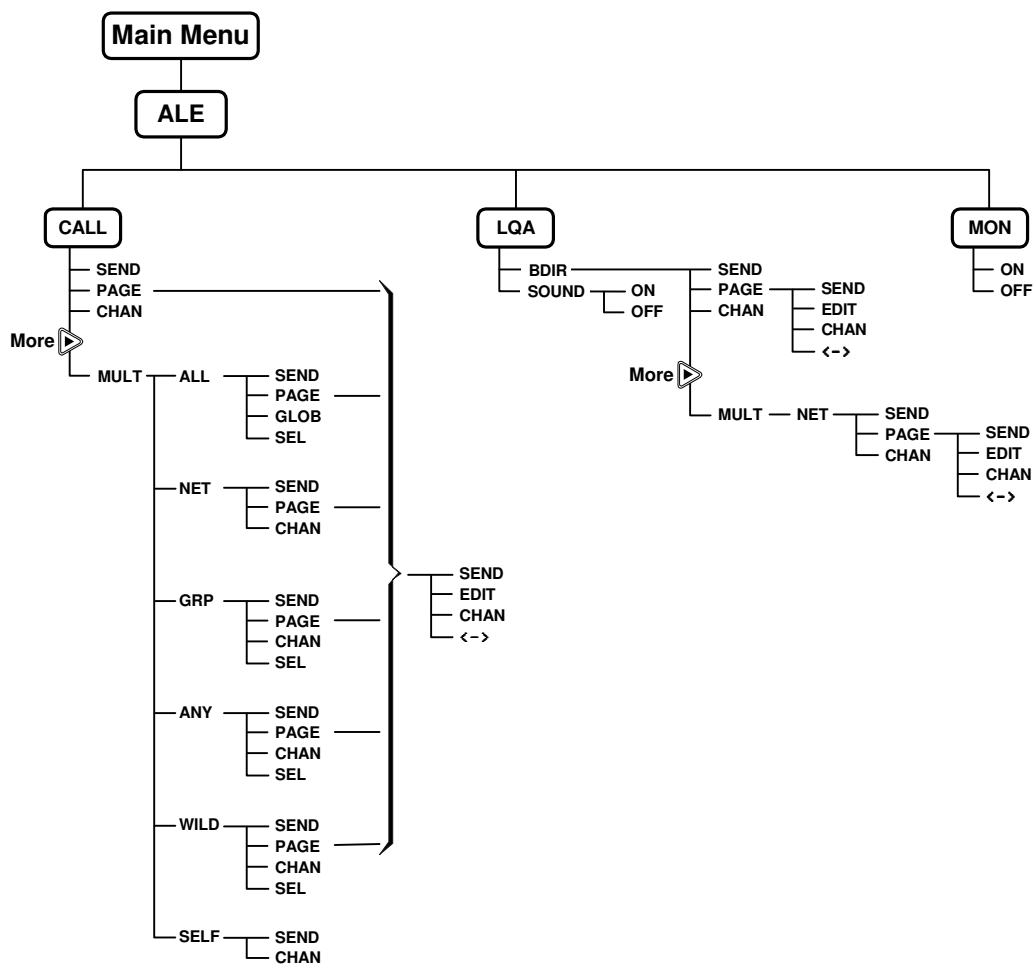 Main Menu
ALE
CALL
SEND
PAGE
CHAN
More
MULT
ALL
SEND
PAGE
GLOB
SEL
NET
SEND
PAGE
CHAN
GRP
SEND
PAGE
CHAN
SEL
ANY
SEND
PAGE
CHAN
SEL
WILD
SEND
PAGE
CHAN
SEL
SELF
SEND
CHAN
SEND
EDIT
CHAN
<->
LQA
BDIR
SOUND
ON
OFF
SEND
PAGE
CHAN
SEND
EDIT
CHAN
<->
More
MULT
NET
SEND
PAGE
CHAN
SEND
EDIT
CHAN
<->
MON
ON
OFF